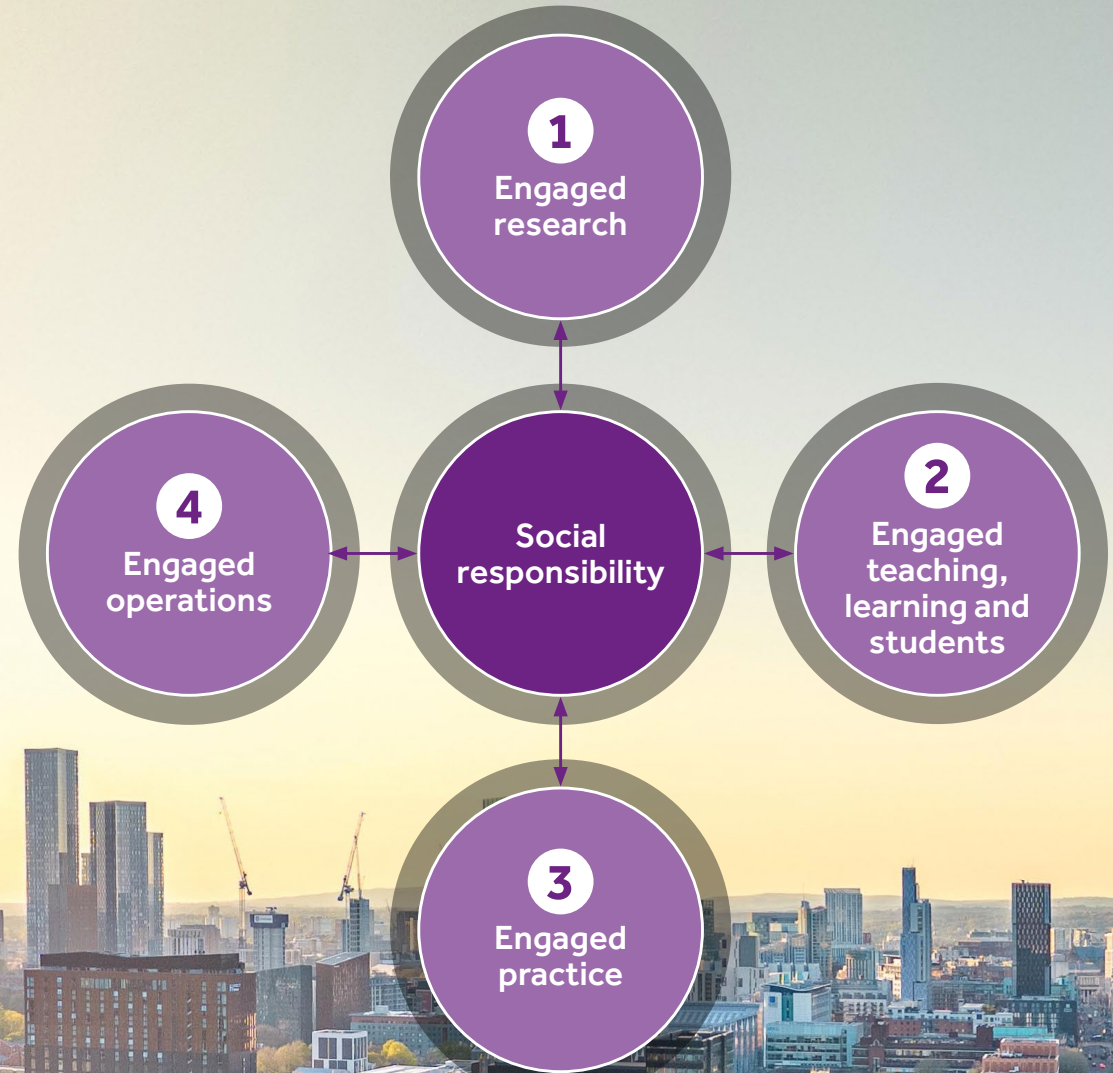 1
Engaged
research
Social
responsibility
2
Engaged
teaching,
learning and
students
3
Engaged
practice
4
Engaged
operations